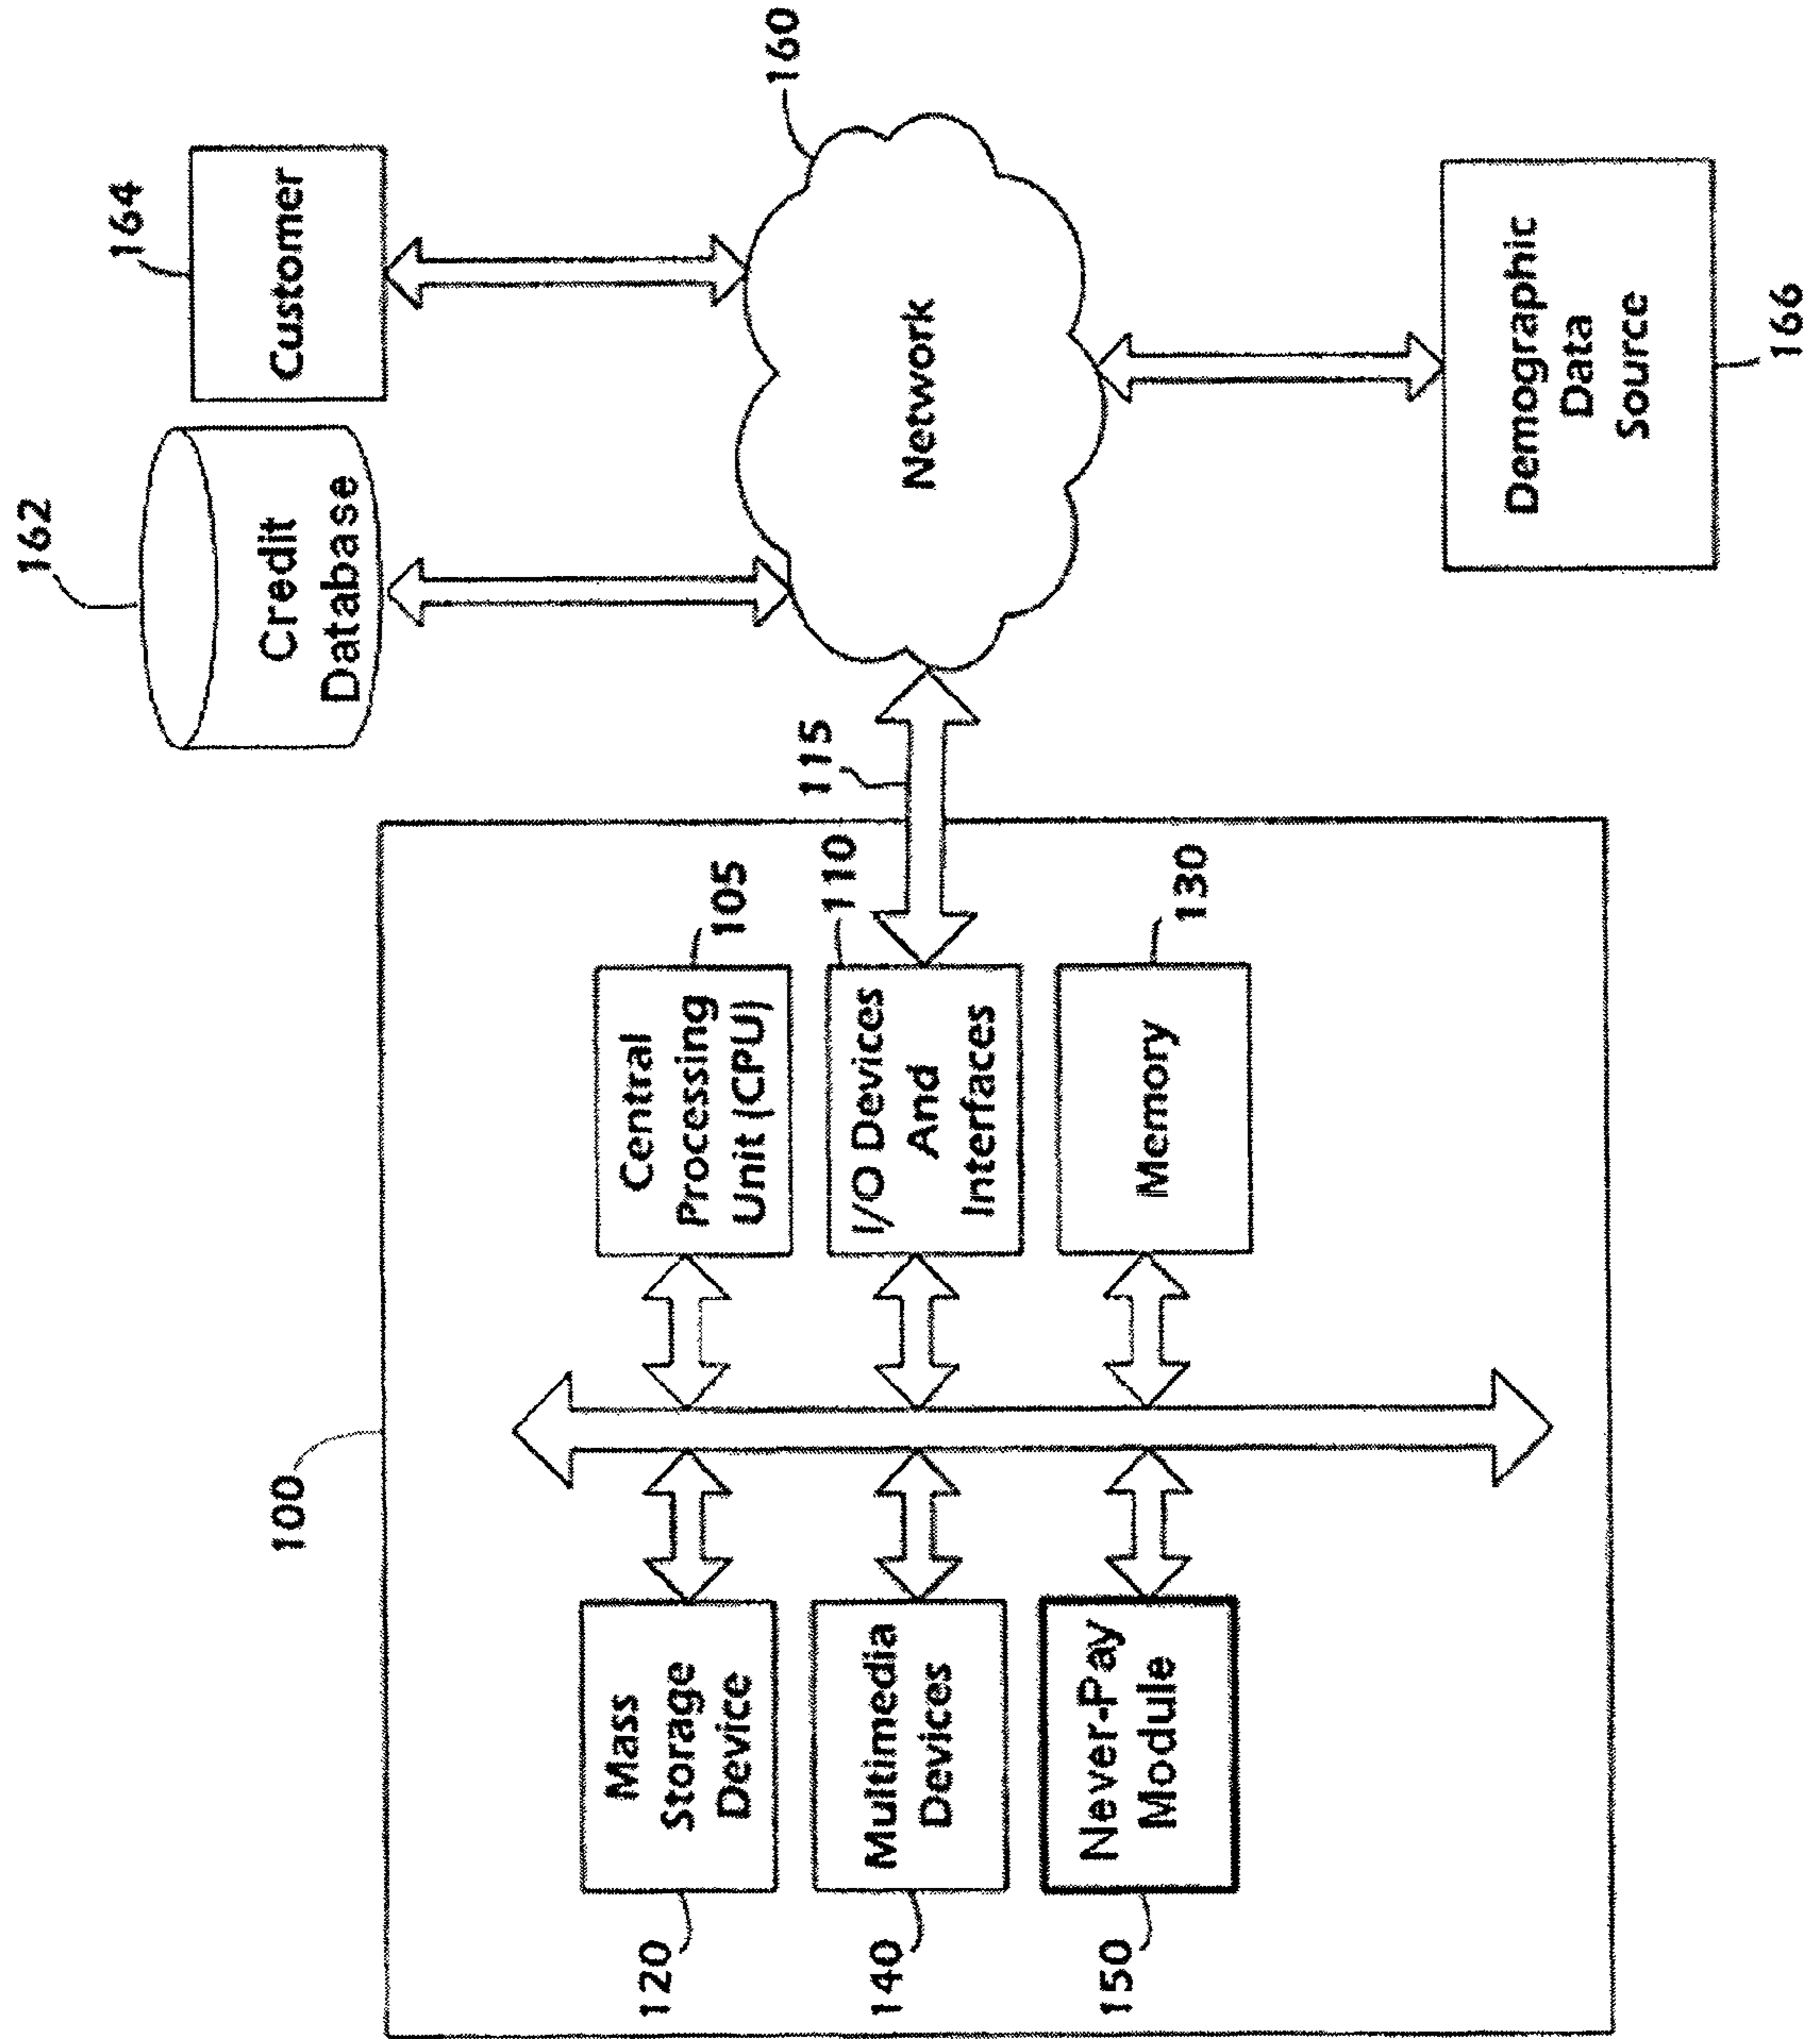 100
120
Mass
Storage
Device
140
Multimedia
Devices
150
Never-Pay
Module
105
Central
Processing
Unit (CPU)
110
I/O Devices
And
Interfaces
130
Memory
115
162
Credit
Database
164
Customer
160
Network
Demographic
Data
Source
166